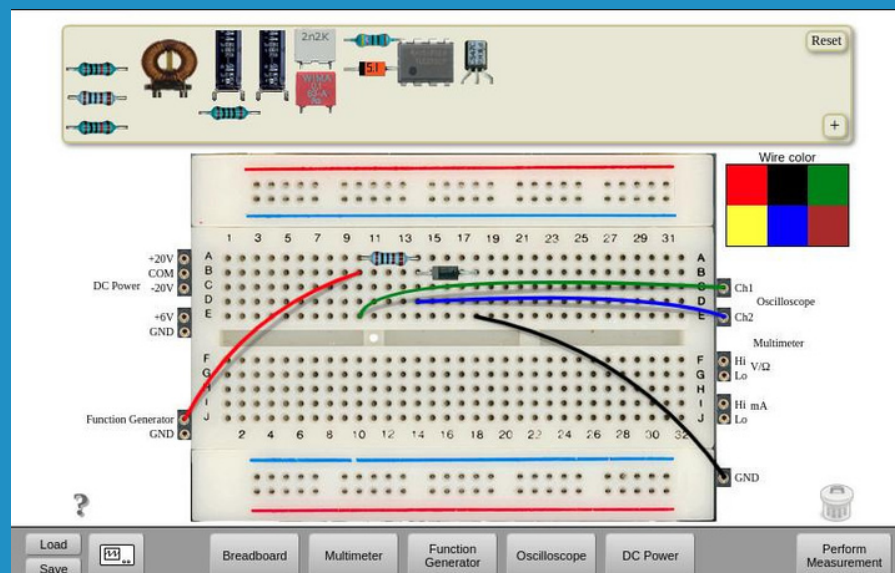 2n2K
5.1
WIMA
0.1
Reset
+
Wire color
1 3 5 7 9 11 13 15 17 19 21 23 25 27 29 31
A
B
C
D
E
A
B
C
D
E
+20V
COM
DC Power
-20V
+6V
GND
Ch1
Oscilloscope
Ch2
Multimeter
Hi
V/Ω
Lo
Hi
mA
Lo
F
G
H
I
J
F
G
H
I
J
Function Generator
GND
2 4 6 8 10 12 14 16 18 20 22 24 26 28 30 32
GND
?
Load
Save
Breadboard
Multimeter
Function
Generator
Oscilloscope
DC Power
Perform
Measurement